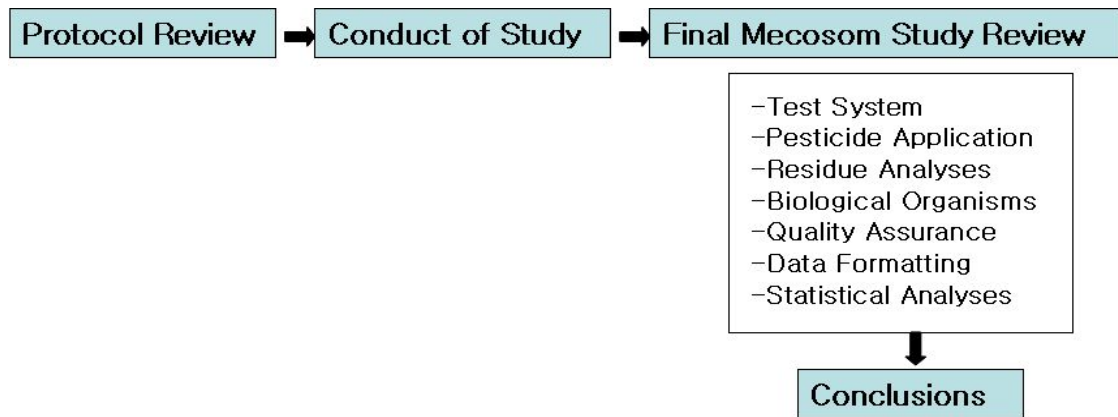 Protocol Review
Conduct of Study
Final Mecosom Study Review
-Test System
-Pesticide Application
-Residue Analyses
-Biological Organisms
-Quality Assurance
-Data Formatting
-Statistical Analyses
Conclusions